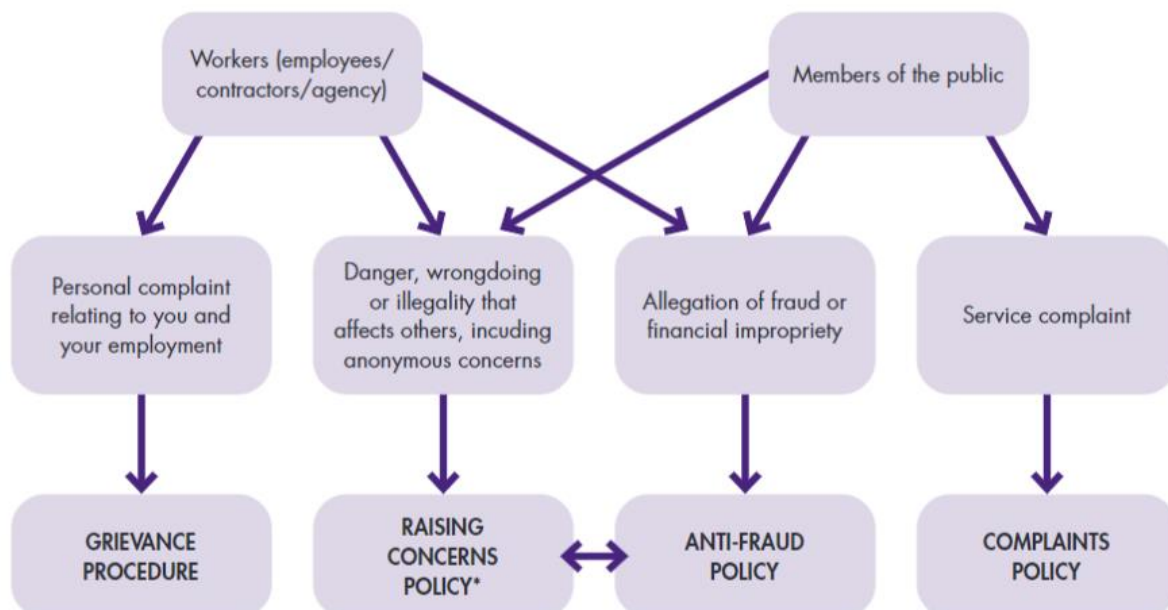 Workers (employees/
contractors/agency)
Members of the public
Personal complaint
relating to you and
your employment
Danger, wrongdoing
or illegality that
affects others, incuding
anonymous concerns
Allegation of fraud or
financial impropriety
Service complaint
GRIEVANCE
PROCEDURE
RAISING
CONCERNS
POLICY*
ANTI-FRAUD
POLICY
COMPLAINTS
POLICY